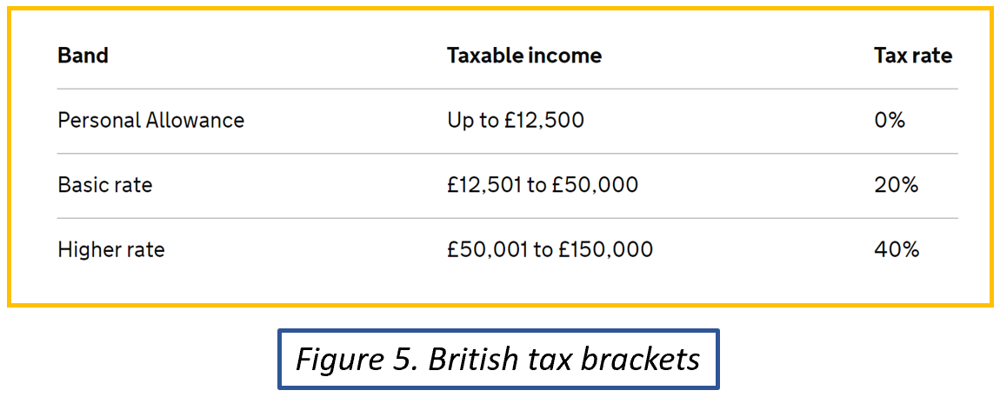 Band Taxable income Tax rate
Personal Allowance Up to £12,500 0%
Basic rate £12,501 to £50,000 20%
Higher rate £50,001 to £150,000 40%
Figure 5. British tax brackets